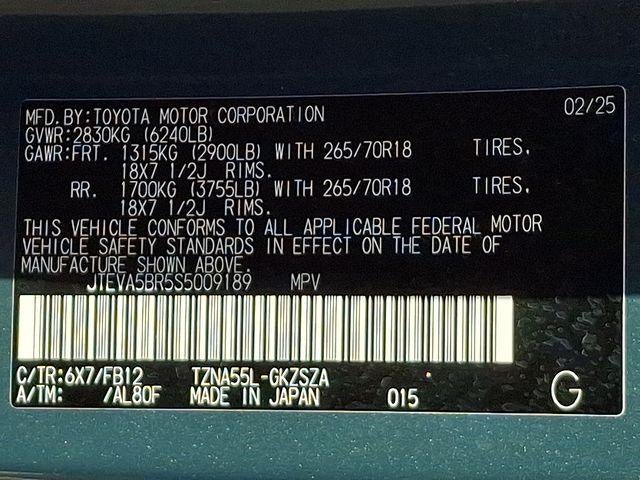 MFD.BY:TOYOTA MOTOR CORPORATION 02/25
GVWR:2830KG (6240LB)
GAWR:FRT. 1315KG (2900LB) WITH 265/70R18 TIRES.
18X7 1/2J RIMS.
RR. 1700KG (3755LB) WITH 265/70R18 TIRES.
18X7 1/2J RIMS.
THIS VEHICLE CONFORMS TO ALL APPLICABLE FEDERAL MOTOR
VEHICLE SAFETY STANDARDS IN EFFECT ON THE DATE OF
MANUFACTURE SHOWN ABOVE.
JTEVA5BR5S5009189 MPV
C/TR:6X7/FB12 TZNA55L-GKZSZA
A/TM: /AL80F MADE IN JAPAN 015 G